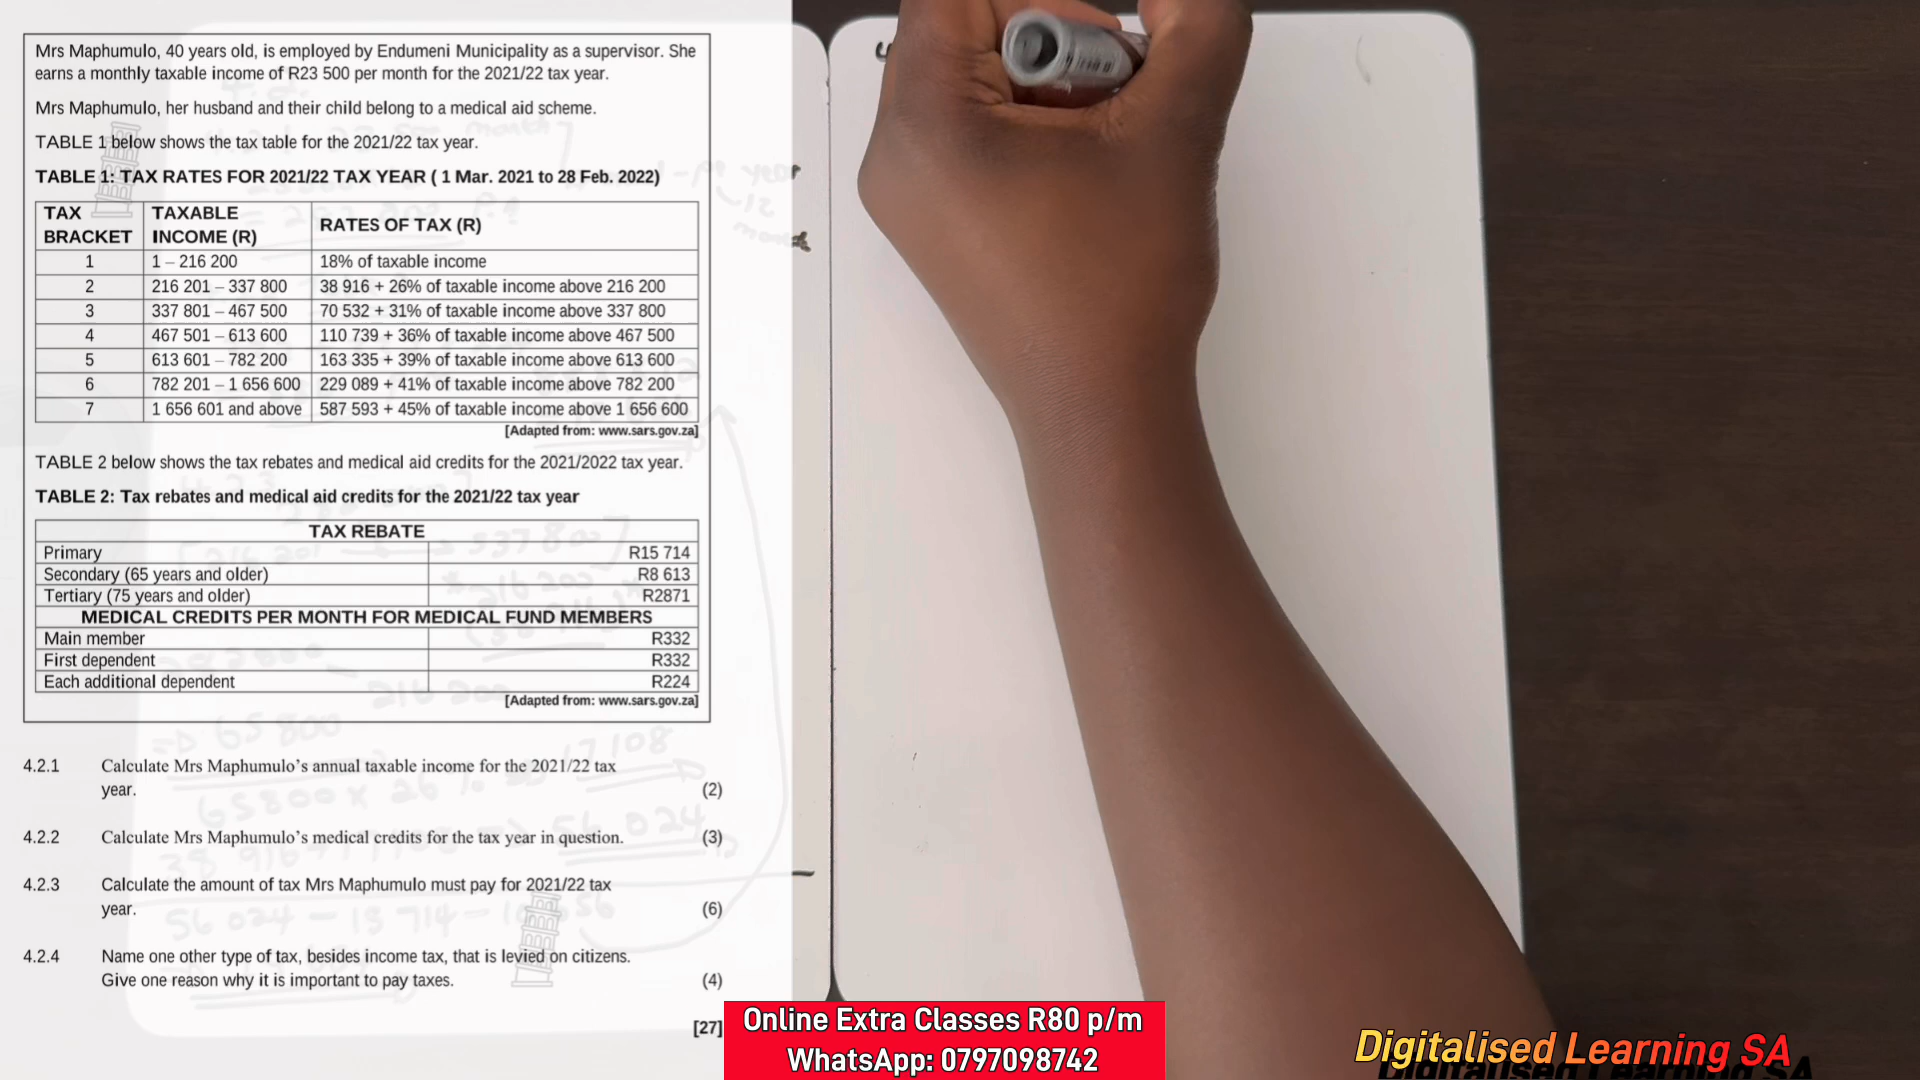 Mrs Maphumulo, 40 years old, is employed by Endumeni Municipality as a supervisor. She
earns a monthly taxable income of R23 500 per month for the 2021/22 tax year.
Mrs Maphumulo, her husband and their child belong to a medical aid scheme.
TABLE 1 below shows the tax table for the 2021/22 tax year.
TABLE 1: TAX RATES FOR 2021/22 TAX YEAR ( 1 Mar. 2021 to 28 Feb. 2022)
TAX BRACKET TAXABLE INCOME (R) RATES OF TAX (R)
1 1 – 216 200 18% of taxable income
2 216 201 – 337 800 38 916 + 26% of taxable income above 216 200
3 337 801 – 467 500 70 532 + 31% of taxable income above 337 800
4 467 501 – 613 600 110 739 + 36% of taxable income above 467 500
5 613 601 – 782 200 163 335 + 39% of taxable income above 613 600
6 782 201 – 1 656 600 229 089 + 41% of taxable income above 782 200
7 1 656 601 and above 587 593 + 45% of taxable income above 1 656 600
[Adapted from: www.sars.gov.za]
TABLE 2 below shows the tax rebates and medical aid credits for the 2021/2022 tax year.
TABLE 2: Tax rebates and medical aid credits for the 2021/22 tax year
TAX REBATE
Primary R15 714
Secondary (65 years and older) R8 613
Tertiary (75 years and older) R2871
MEDICAL CREDITS PER MONTH FOR MEDICAL FUND MEMBERS
Main member R332
First dependent R332
Each additional dependent R224
[Adapted from: www.sars.gov.za]
4.2.1 Calculate Mrs Maphumulo’s annual taxable income for the 2021/22 tax
year. (2)
4.2.2 Calculate Mrs Maphumulo’s medical credits for the tax year in question. (3)
4.2.3 Calculate the amount of tax Mrs Maphumulo must pay for 2021/22 tax
year. (6)
4.2.4 Name one other type of tax, besides income tax, that is levied on citizens.
Give one reason why it is important to pay taxes. (4)
[27]
Online Extra Classes R80 p/m
WhatsApp: 0797098742
Digitalised Learning SA